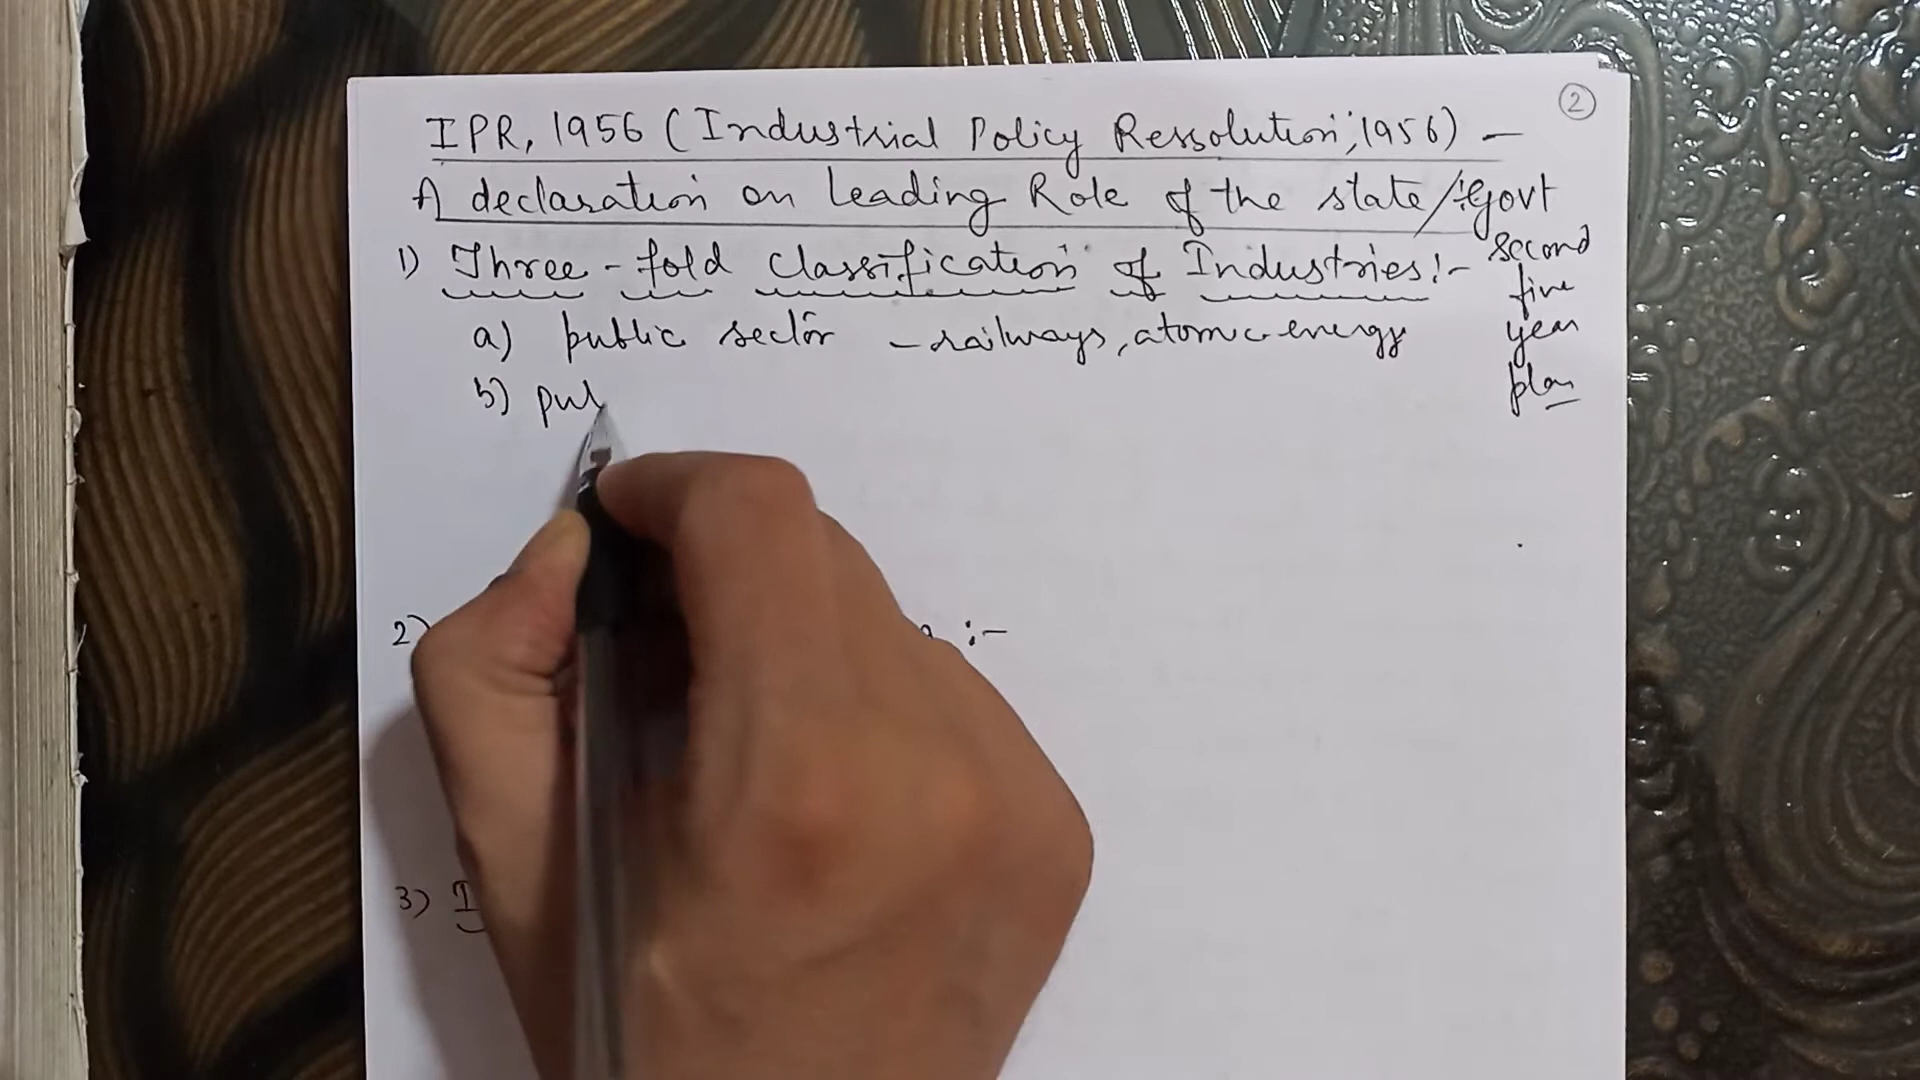 2
IPR, 1956 (Industrial Policy Ressolution, 1956) -
A declaration on Leading Role of the state/Govt
1) Three-fold Classification of Industries:-
second
five
year
plan
a) public sector - railways, atomic energy
b) pub
2) :-
3) I